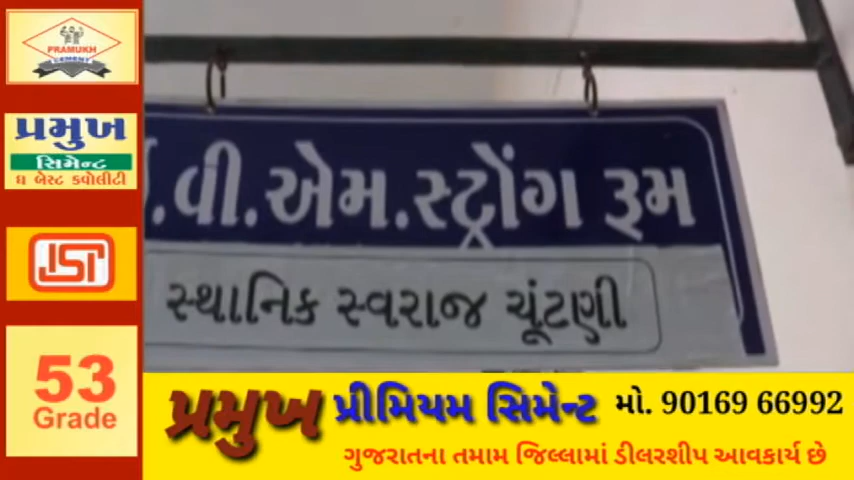 PRAMUKH
CEMENT
પ્રમુખ
સિમેન્ટ
ધ બેસ્ટ ક્વોલીટી
ISI
53
Grade
.વી.એમ.સ્ટ્રોંગ રૂમ
સ્થાનિક સ્વરાજ ચૂંટણી
પ્રમુખ પ્રીમિયમ સિમેન્ટ મો. 90169 66992
ગુજરાતના તમામ જિલ્લામાં ડીલરશીપ આવકાર્ય છે